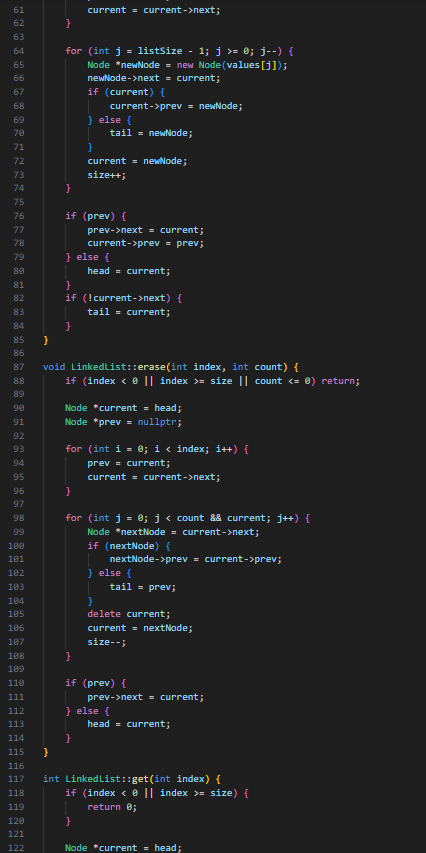 61 current = current->next;
62 }
63
64 for (int j = listSize - 1; j >= 0; j--) {
65 Node *newNode = new Node(values[j]);
66 newNode->next = current;
67 if (current) {
68 current->prev = newNode;
69 } else {
70 tail = newNode;
71 }
72 current = newNode;
73 size++;
74 }
75
76 if (prev) {
77 prev->next = current;
78 current->prev = prev;
79 } else {
80 head = current;
81 }
82 if (!current->next) {
83 tail = current;
84 }
85 }
86
87 void LinkedList::erase(int index, int count) {
88 if (index < 0 || index >= size || count <= 0) return;
89
90 Node *current = head;
91 Node *prev = nullptr;
92
93 for (int i = 0; i < index; i++) {
94 prev = current;
95 current = current->next;
96 }
97
98 for (int j = 0; j < count && current; j++) {
99 Node *nextNode = current->next;
100 if (nextNode) {
101 nextNode->prev = current->prev;
102 } else {
103 tail = prev;
104 }
105 delete current;
106 current = nextNode;
107 size--;
108 }
109
110 if (prev) {
111 prev->next = current;
112 } else {
113 head = current;
114 }
115 }
116
117 int LinkedList::get(int index) {
118 if (index < 0 || index >= size) {
119 return 0;
120 }
121
122 Node *current = head;